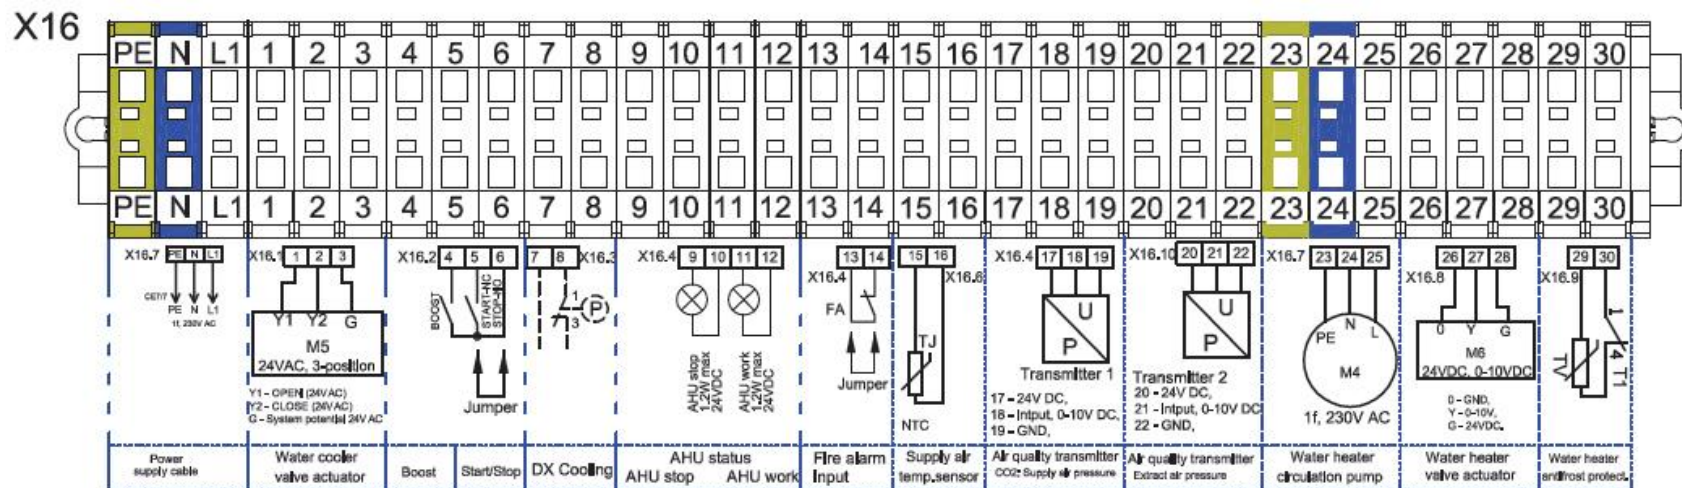 X16
PE N L1 1 2 3 4 5 6 7 8 9 10 11 12 13 14 15 16 17 18 19 20 21 22 23 24 25 26 27 28 29 30
PE N L1 1 2 3 4 5 6 7 8 9 10 11 12 13 14 15 16 17 18 19 20 21 22 23 24 25 26 27 28 29 30
X16.7 PE N L1
CE7/7
PE N L1
1f, 230V AC
Power
supply cable
X16.1 1 2 3
Y1 Y2 G
M5
24VAC, 3-position
Y1 - OPEN (24VAC)
Y2 - CLOSE (24VAC)
G - System potential 24V AC
Water cooler
valve actuator
X16.2 4 5 6
BOOST
START-NC
STOP-NO
Jumper
Boost
Start/Stop
7 8 X16.3
1
P
3
DX Cooling
X16.4 9 10 11 12
AHU stop
1.2W max
24VDC
AHU work
1.2W max
24VDC
AHU status
AHU stop AHU work
13 14
X16.4
FA
Jumper
Fire alarm
Input
15 16
X16.6
TJ
NTC
Supply air
temp.sensor
X16.4 17 18 19
U
P
Transmitter 1
17 - 24V DC,
18 - Intput, 0-10V DC,
19 - GND,
Air quality transmitter
CO2; Supply air pressure
X16.10 20 21 22
U
P
Transmitter 2
20 - 24V DC,
21 - Intput, 0-10V DC
22 - GND,
Air quality transmitter
Extract air pressure
X16.7 23 24 25
PE N L
M4
1f, 230V AC
Water heater
circulation pump
26 27 28
X16.8
0 Y G
M6
24VDC, 0-10VDC
0 - GND,
Y - 0-10V,
G - 24VDC.
Water heater
valve actuator
29 30
X16.9
1
TV
4
T1
Water heater
antifrost protect.